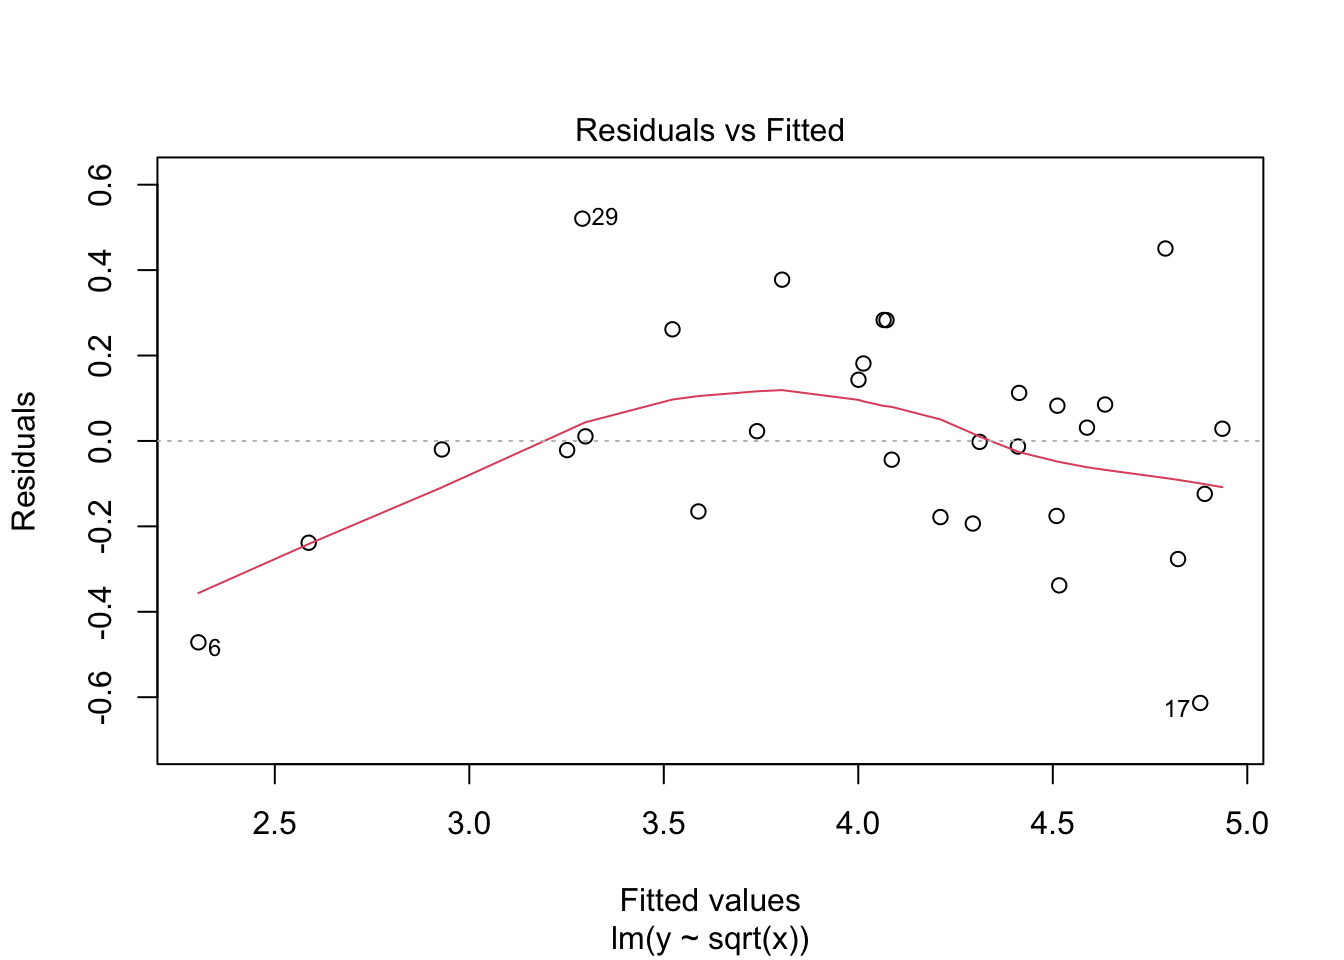 Residuals vs Fitted
Residuals
0.6
0.4
0.2
0.0
-0.2
-0.4
-0.6
29
6
17
2.5 3.0 3.5 4.0 4.5 5.0
Fitted values
lm(y ~ sqrt(x))